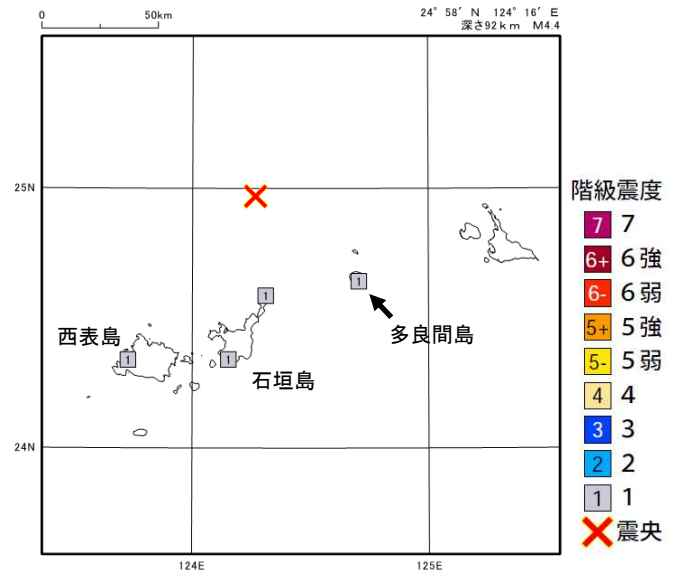 0 50km
24° 58′ N 124° 16′ E
深さ92km M4.4
25N
24N
124E
125E
1
1
1
1
西表島
石垣島
多良間島
階級震度
7 7
6+ 6強
6- 6弱
5+ 5強
5- 5弱
4 4
3 3
2 2
1 1
震央